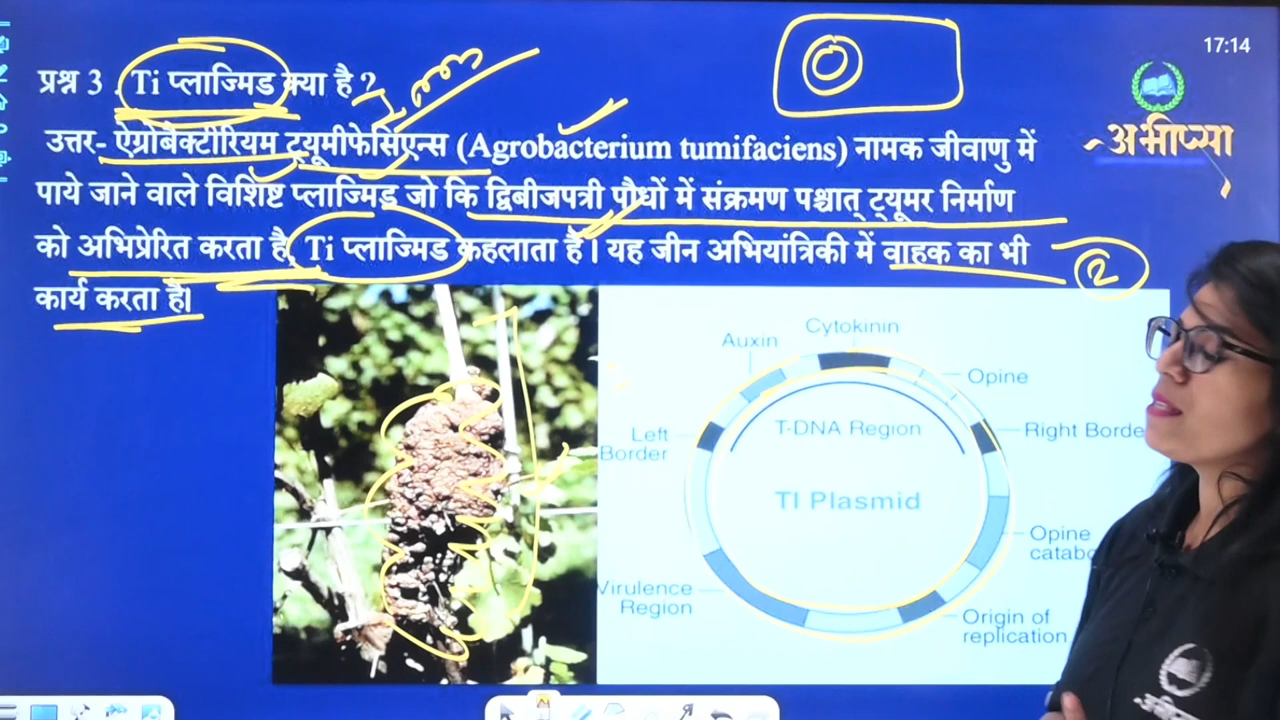 17:14
प्रश्न 3 Ti प्लाज्मिड क्या है ?
उत्तर- ऐग्रोबैक्टीरियम ट्यूमीफेसिएन्स (Agrobacterium tumifaciens) नामक जीवाणु में
पाये जाने वाले विशिष्ट प्लाज्मिड जो कि द्विबीजपत्री पौधों में संक्रमण पश्चात् ट्यूमर निर्माण
को अभिप्रेरित करता है, Ti प्लाज्मिड कहलाता है। यह जीन अभियांत्रिकी में वाहक का भी
कार्य करता है।
2
अभीप्सा
Cytokinin
Auxin
Opine
Left
Border
T-DNA Region
Right Borde
TI Plasmid
Opine
catabo
Virulence
Region
Origin of
replication